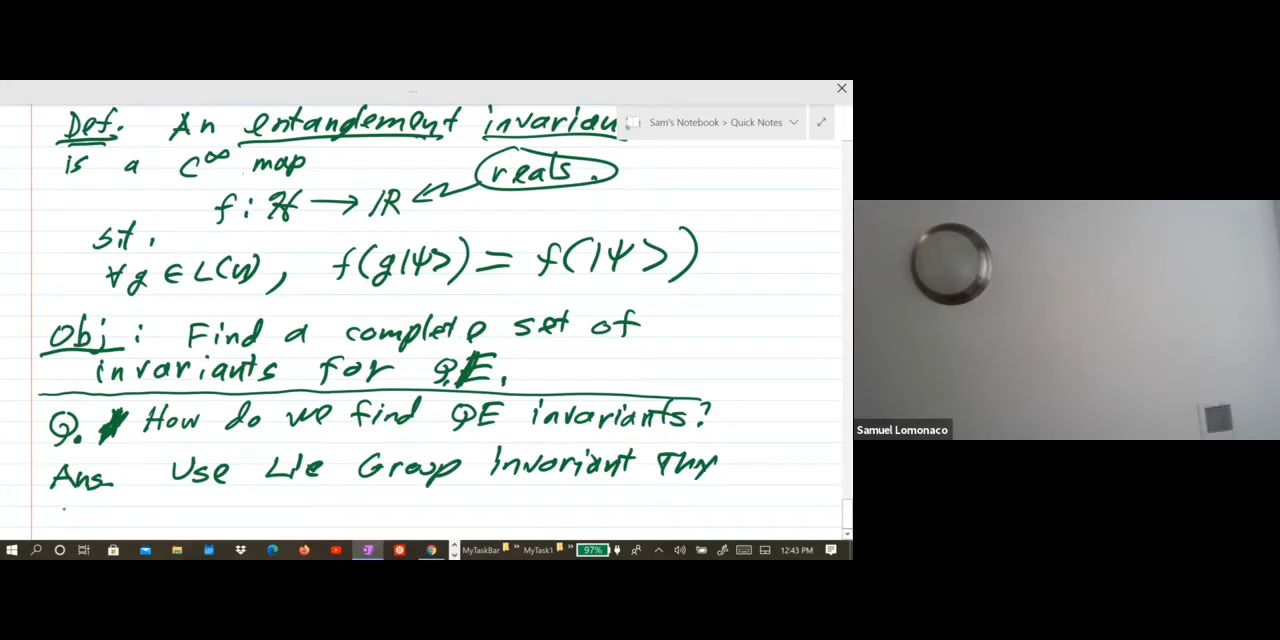 Def. An entangdement invarian
Sam's Notebook > Quick Notes
is a C∞ map
reals.
f: ℋ → ℝ
s.t.
∀g ∈ L(n), f(g|Ψ>) = f(|Ψ>)
Obj: Find a complete set of
invariants for QE.
Q. How do we find QE invariants?
Ans Use Lie Group Invariant Thy
Samuel Lomonaco
MyTaskBar MyTask1 97% 12:43 PM